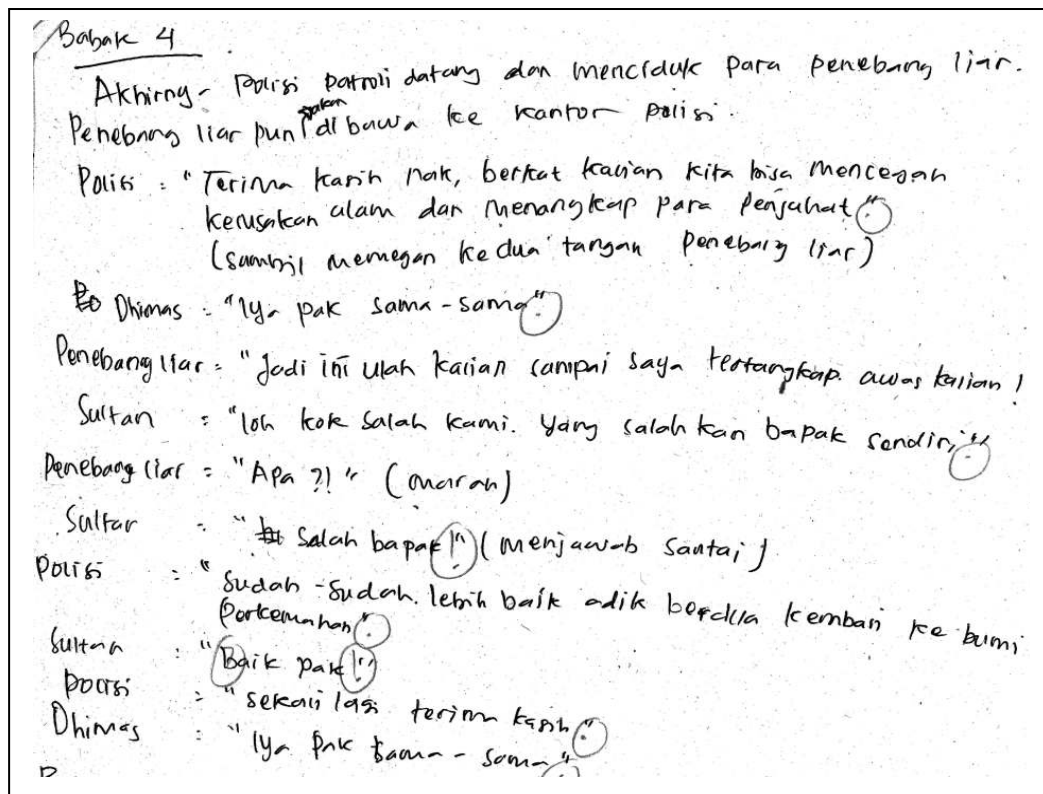 Babak 4
Akhirny- polisi patroli datang dan menciduk para penebang liar.
Penebang liar pun di bawa ke kantor polisi.
Polisi : "Terima kasih nak, berkat kalian kita bisa mencegah
kerusakan alam dan menangkap para penjahat."
(sambil memegan kedua tangan penebang liar)
Dhimas : "Iya pak sama-sama."
Penebang liar : "Jadi ini ulah kalian sampai saya tertangkap. awas kalian!
Sultan : "loh kok salah kami. yang salah kan bapak sendiri."
Penebang liar : "Apa?!" (marah)
Sultan : "salah bapak!" (menjawab santai)
Polisi : "sudah-sudah. lebih baik adik berdua kembali ke bumi
perkemahan."
Sultan : "Baik pak!"
polisi : "sekali lagi terima kasih."
Dhimas : "Iya pak sama-sama"